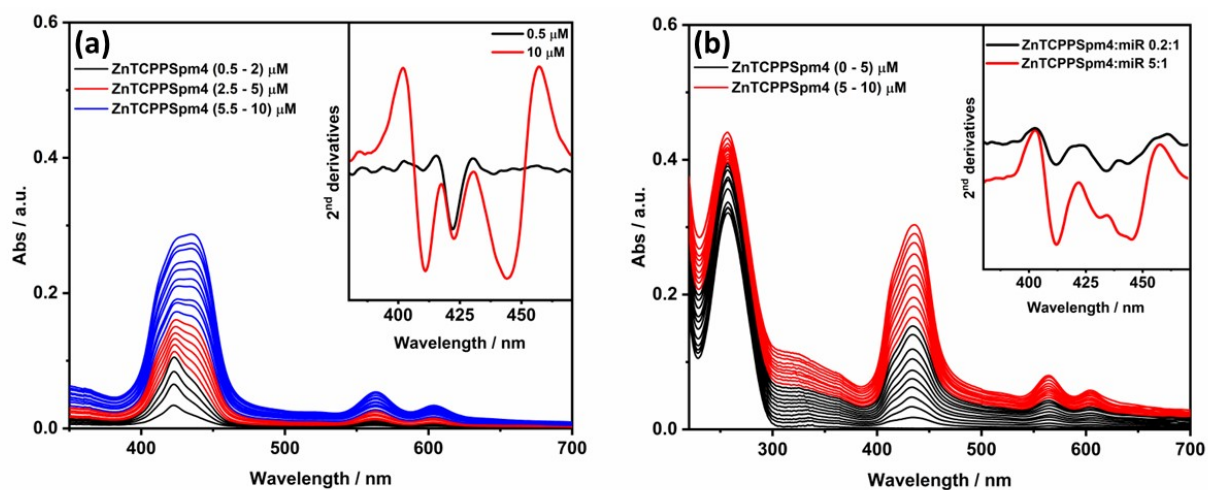 (a)
0.6
0.4
0.2
0.0
Abs / a.u.
400
500
600
700
Wavelength / nm
ZnTCPPSpm4 (0.5 - 2) μM
ZnTCPPSpm4 (2.5 - 5) μM
ZnTCPPSpm4 (5.5 - 10) μM
0.5 μM
10 μM
2nd derivatives
400
425
450
Wavelength / nm
(b)
0.6
0.4
0.2
0.0
Abs / a.u.
300
400
500
600
700
Wavelength / nm
ZnTCPPSpm4 (0 - 5) μM
ZnTCPPSpm4 (5 - 10) μM
ZnTCPPSpm4:miR 0.2:1
ZnTCPPSpm4:miR 5:1
2nd derivatives
400
425
450
Wavelength / nm